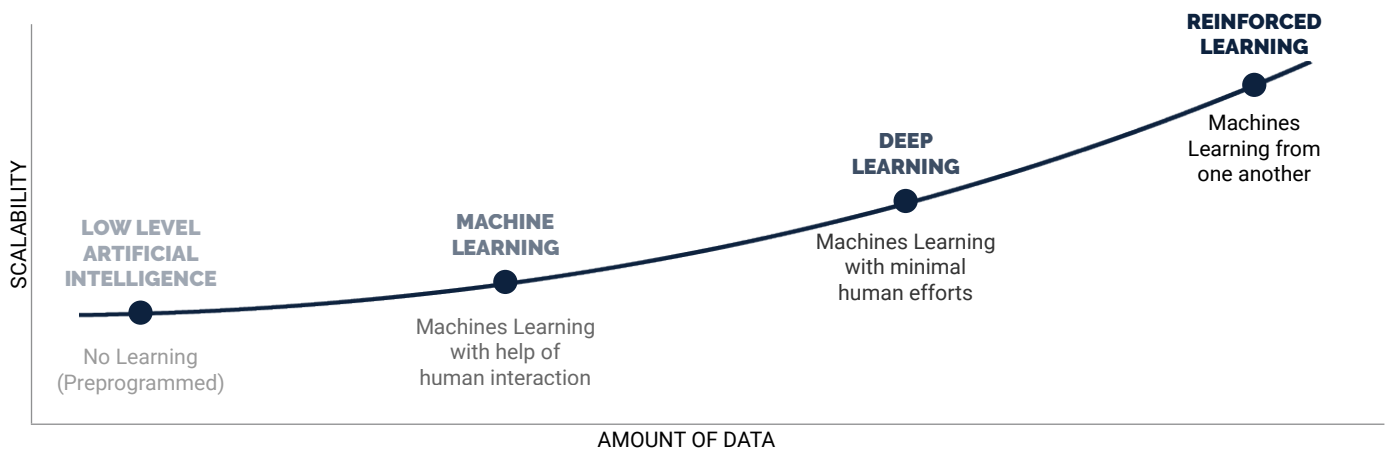 REINFORCED
LEARNING
Machines
Learning from
one another
DEEP
LEARNING
Machines Learning
with minimal
human efforts
MACHINE
LEARNING
Machines Learning
with help of
human interaction
LOW LEVEL
ARTIFICIAL
INTELLIGENCE
No Learning
(Preprogrammed)
SCALABILITY
AMOUNT OF DATA